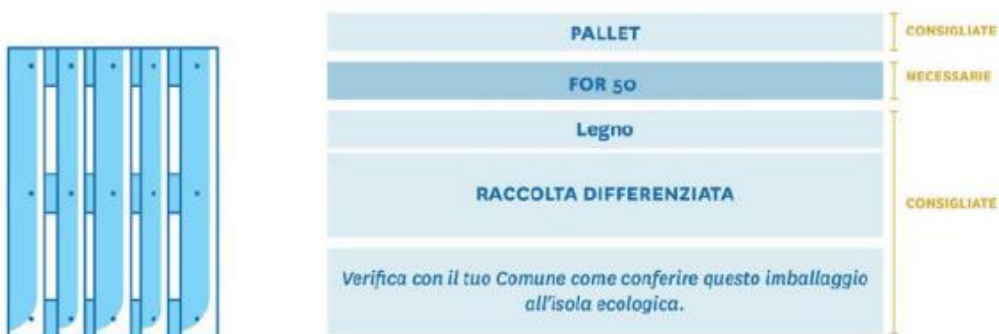 PALLET
CONSIGLIATE
FOR 50
NECESSARIE
Legno
RACCOLTA DIFFERENZIATA
CONSIGLIATE
Verifica con il tuo Comune come conferire questo imballaggio
all'isola ecologica.